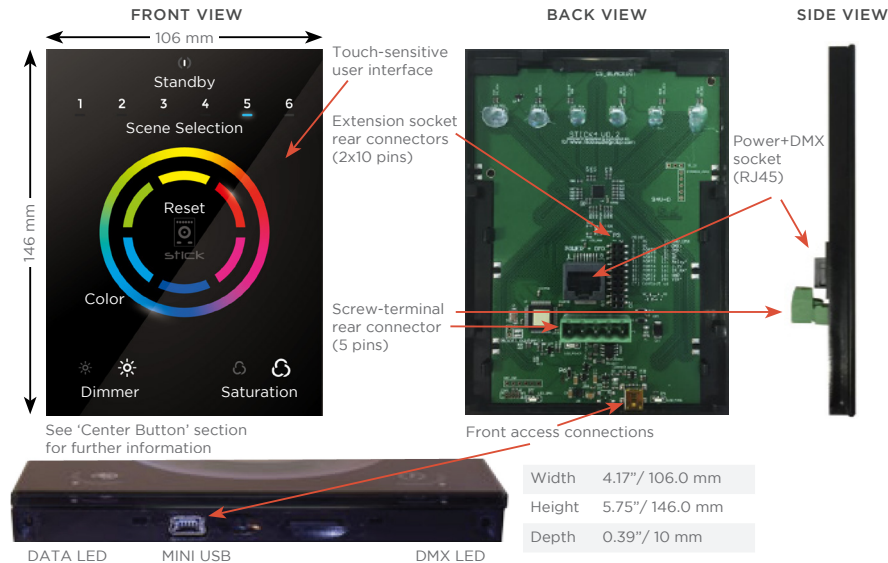 FRONT VIEW
BACK VIEW
SIDE VIEW
106 mm
146 mm
Standby
1 2 3 4 5 6
Scene Selection
Reset
stick
Color
Dimmer
Saturation
Touch-sensitive
user interface
Extension socket
rear connectors
(2x10 pins)
Power+DMX
socket
(RJ45)
Screw-terminal
rear connector
(5 pins)
POWER + DMX
See ‘Center Button’ section
for further information
Front access connections
DATA LED
MINI USB
DMX LED
Width 4.17”/ 106.0 mm
Height 5.75”/ 146.0 mm
Depth 0.39”/ 10 mm